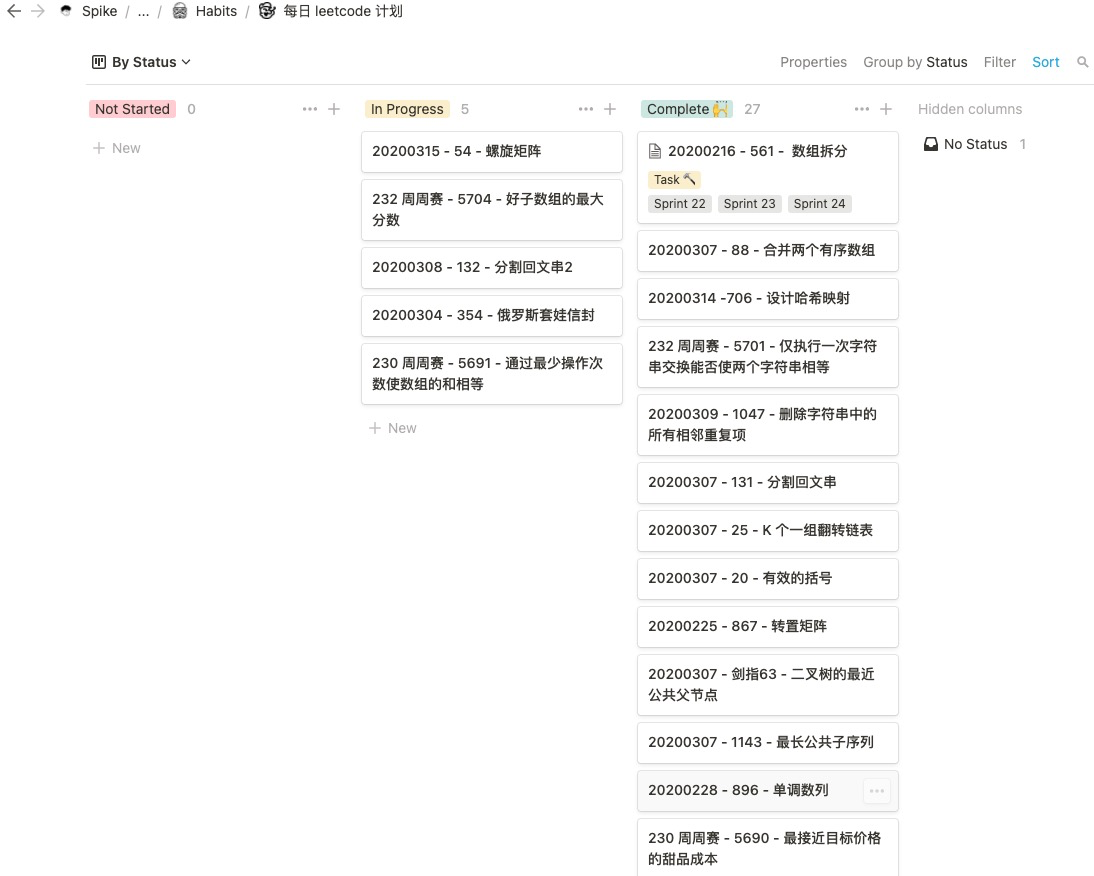 Spike / ... / Habits / 每日 leetcode 计划
By Status
Properties Group by Status Filter Sort
Not Started 0
New
In Progress 5
20200315 - 54 - 螺旋矩阵
232 周周赛 - 5704 - 好子数组的最大
分数
20200308 - 132 - 分割回文串2
20200304 - 354 - 俄罗斯套娃信封
230 周周赛 - 5691 - 通过最少操作次
数使数组的和相等
New
Complete 🙌 27
20200216 - 561 - 数组拆分
Task 🔨
Sprint 22 Sprint 23 Sprint 24
20200307 - 88 - 合并两个有序数组
20200314 -706 - 设计哈希映射
232 周周赛 - 5701 - 仅执行一次字符
串交换能否使两个字符串相等
20200309 - 1047 - 删除字符串中的
所有相邻重复项
20200307 - 131 - 分割回文串
20200307 - 25 - K 个一组翻转链表
20200307 - 20 - 有效的括号
20200225 - 867 - 转置矩阵
20200307 - 剑指63 - 二叉树的最近
公共父节点
20200307 - 1143 - 最长公共子序列
20200228 - 896 - 单调数列
230 周周赛 - 5690 - 最接近目标价格
的甜品成本
Hidden columns
No Status 1